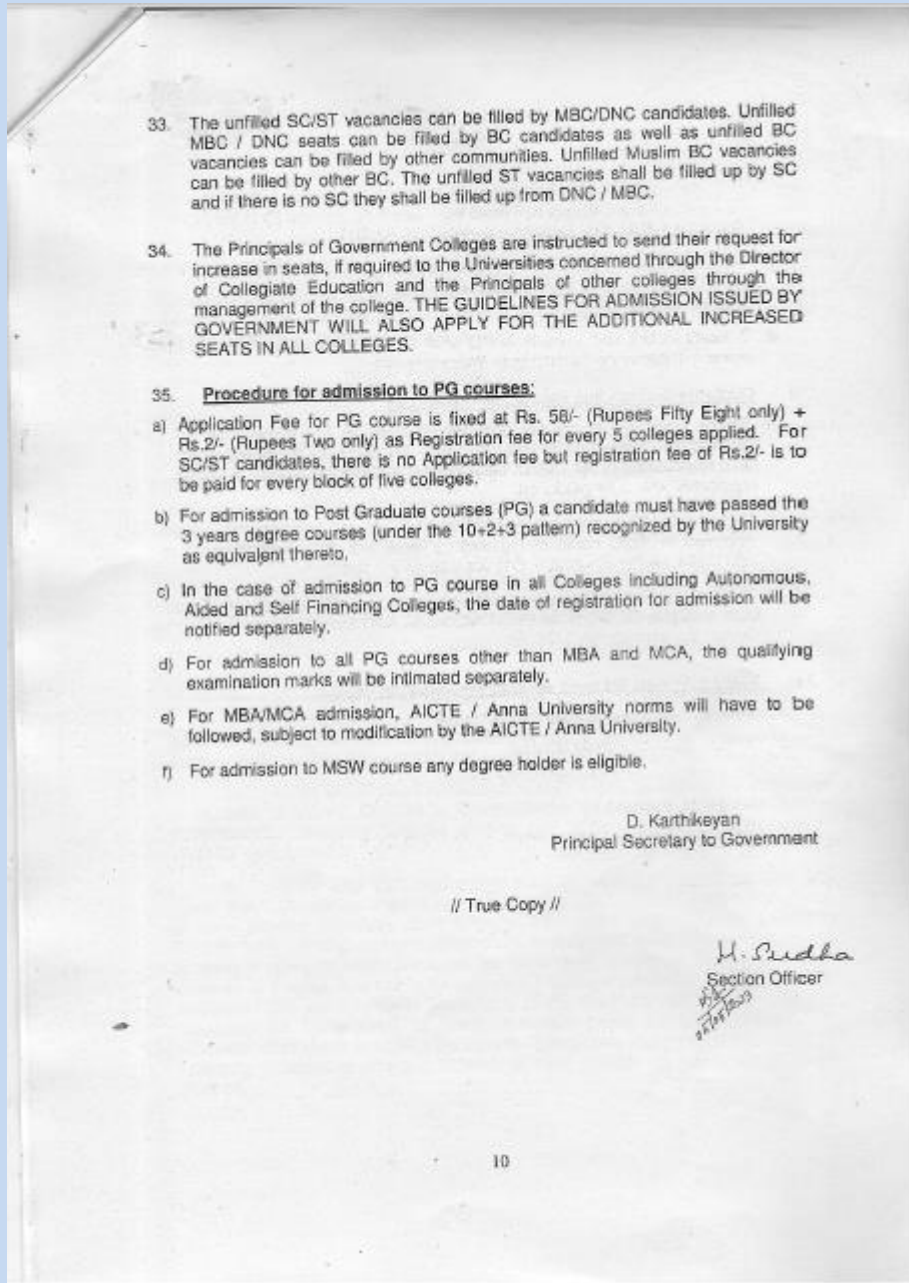 33. The unfilled SC/ST vacancies can be filled by MBC/DNC candidates. Unfilled
MBC / DNC seats can be filled by BC candidates as well as unfilled BC
vacancies can be filled by other communities. Unfilled Muslim BC vacancies
can be filled by other BC. The unfilled ST vacancies shall be filled up by SC
and if there is no SC they shall be filled up from DNC / MBC.
34. The Principals of Government Colleges are instructed to send their request for
increase in seats, if required to the Universities concerned through the Director
of Collegiate Education and the Principals of other colleges through the
management of the college. THE GUIDELINES FOR ADMISSION ISSUED BY
GOVERNMENT WILL ALSO APPLY FOR THE ADDITIONAL INCREASED
SEATS IN ALL COLLEGES.
35. Procedure for admission to PG courses:
a) Application Fee for PG course is fixed at Rs. 58/- (Rupees Fifty Eight only) +
Rs.2/- (Rupees Two only) as Registration fee for every 5 colleges applied. For
SC/ST candidates, there is no Application fee but registration fee of Rs.2/- is to
be paid for every block of five colleges.
b) For admission to Post Graduate courses (PG) a candidate must have passed the
3 years degree courses (under the 10+2+3 pattern) recognized by the University
as equivalent thereto.
c) In the case of admission to PG course in all Colleges including Autonomous,
Aided and Self Financing Colleges, the date of registration for admission will be
notified separately.
d) For admission to all PG courses other than MBA and MCA, the qualifying
examination marks will be intimated separately.
e) For MBA/MCA admission, AICTE / Anna University norms will have to be
followed, subject to modification by the AICTE / Anna University.
f) For admission to MSW course any degree holder is eligible.
D. Karthikeyan
Principal Secretary to Government
// True Copy //
H. Sudha
Section Officer
10